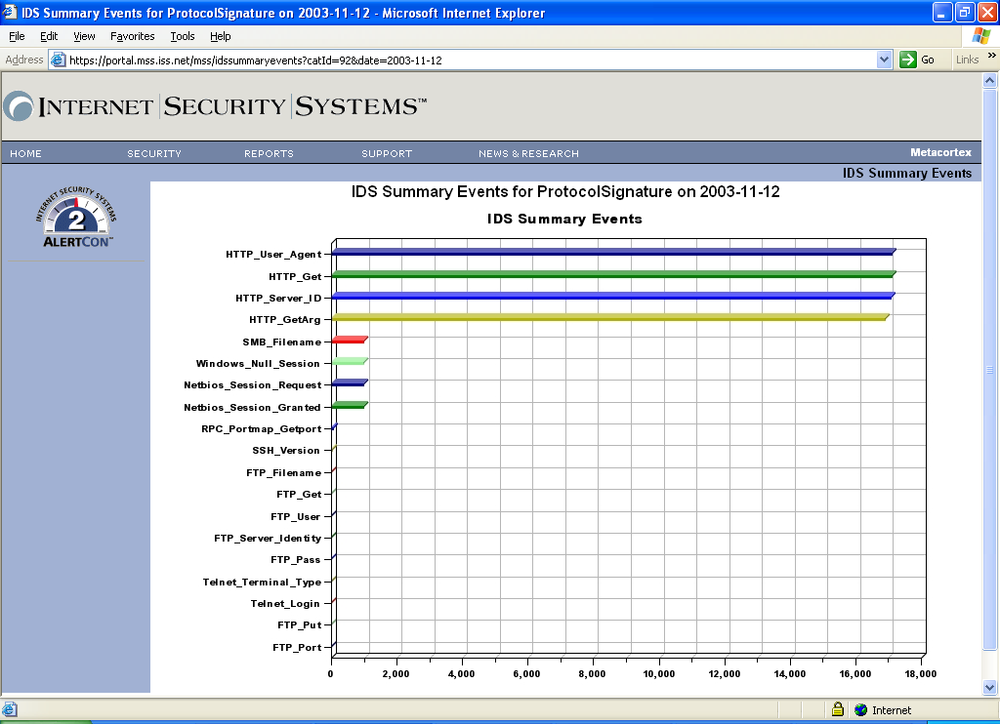 IDS Summary Events for ProtocolSignature on 2003-11-12 - Microsoft Internet Explorer
File Edit View Favorites Tools Help
Address https://portal.mss.iss.net/mss/idssummaryevents?catId=92&date=2003-11-12 Go Links »
INTERNET SECURITY SYSTEMS™
HOME SECURITY REPORTS SUPPORT NEWS & RESEARCH Metacortex
IDS Summary Events
INTERNET SECURITY SYSTEMS
2
ALERTCON™
IDS Summary Events for ProtocolSignature on 2003-11-12
IDS Summary Events
HTTP_User_Agent
HTTP_Get
HTTP_Server_ID
HTTP_GetArg
SMB_Filename
Windows_Null_Session
Netbios_Session_Request
Netbios_Session_Granted
RPC_Portmap_Getport
SSH_Version
FTP_Filename
FTP_Get
FTP_User
FTP_Server_Identity
FTP_Pass
Telnet_Terminal_Type
Telnet_Login
FTP_Put
FTP_Port
0 2,000 4,000 6,000 8,000 10,000 12,000 14,000 16,000 18,000
Internet